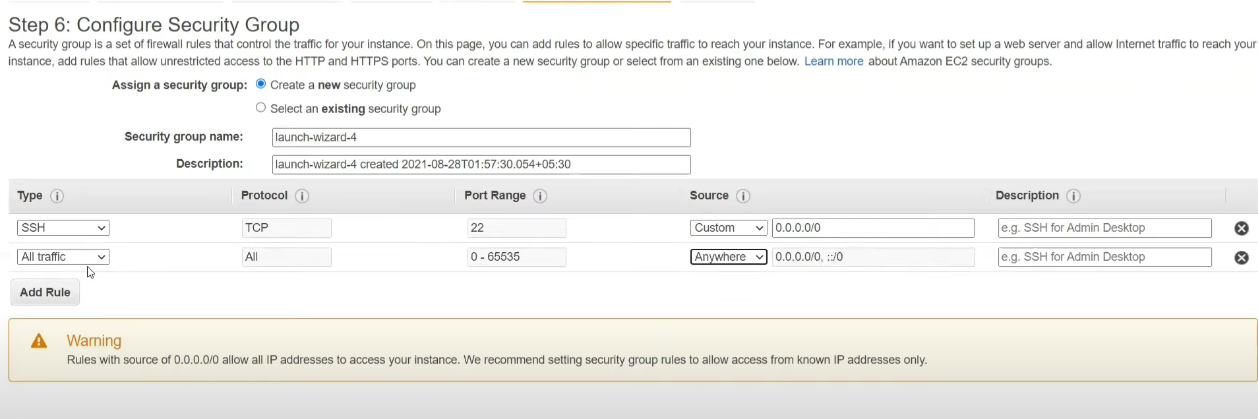 Step 6: Configure Security Group
A security group is a set of firewall rules that control the traffic for your instance. On this page, you can add rules to allow specific traffic to reach your instance. For example, if you want to set up a web server and allow Internet traffic to reach your
instance, add rules that allow unrestricted access to the HTTP and HTTPS ports. You can create a new security group or select from an existing one below. Learn more about Amazon EC2 security groups.
Assign a security group: Create a new security group
Select an existing security group
Security group name: launch-wizard-4
Description: launch-wizard-4 created 2021-08-28T01:57:30.054+05:30
Type Protocol Port Range Source Description
SSH TCP 22 Custom 0.0.0.0/0 e.g. SSH for Admin Desktop
All traffic All 0 - 65535 Anywhere 0.0.0.0/0, ::/0 e.g. SSH for Admin Desktop
Add Rule
Warning
Rules with source of 0.0.0.0/0 allow all IP addresses to access your instance. We recommend setting security group rules to allow access from known IP addresses only.